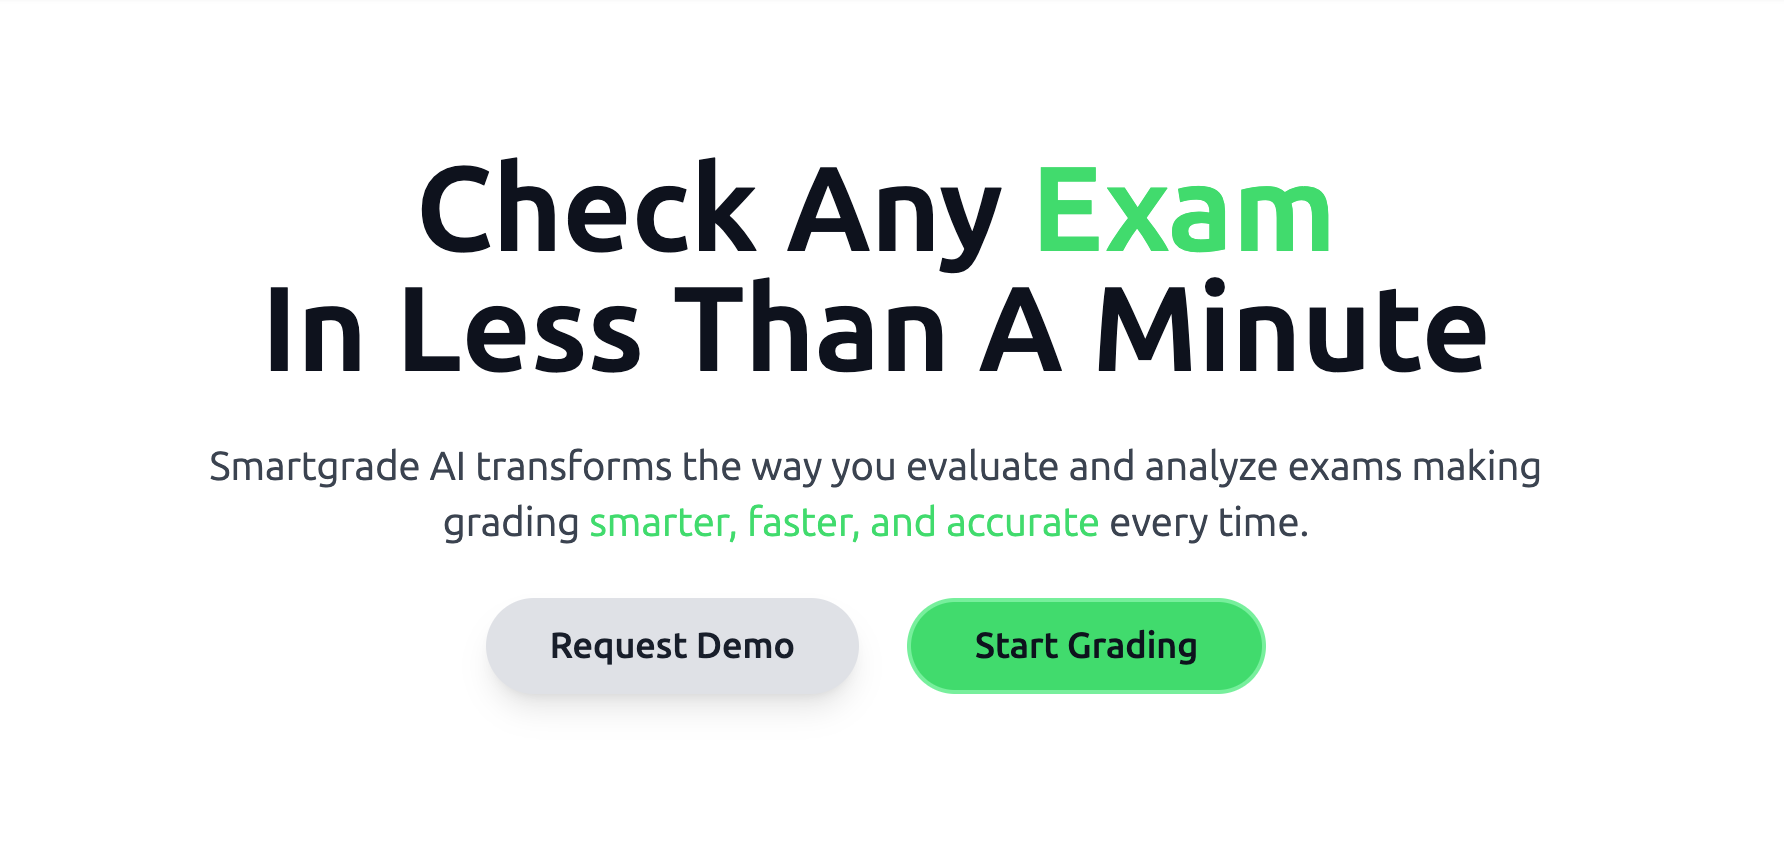 Check Any Exam
In Less Than A Minute
Smartgrade AI transforms the way you evaluate and analyze exams making
grading smarter, faster, and accurate every time.
Request Demo
Start Grading